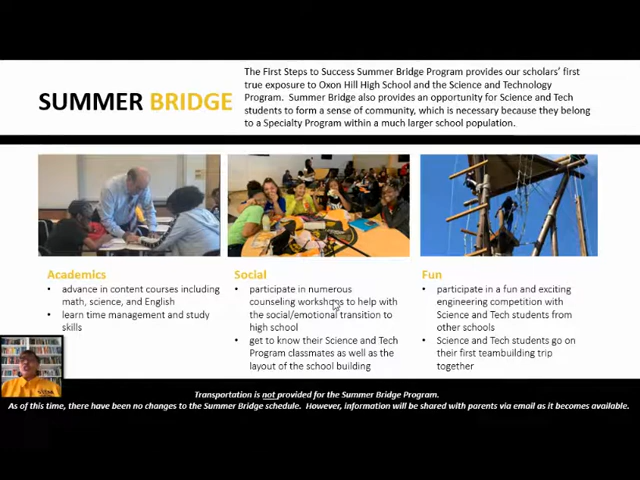 The First Steps to Success Summer Bridge Program provides our scholars' first
true exposure to Oxon Hill High School and the Science and Technology
Program.  Summer Bridge also provides an opportunity for Science and Tech
students to form a sense of community, which is necessary because they belong
to a Specialty Program within a much larger school population.
SUMMER BRIDGE
Academics
• advance in content courses including
math, science, and English
• learn time management and study
skills
Social
• participate in numerous
counseling workshops to help with
the social/emotional transition to
high school
• get to know their Science and Tech
Program classmates as well as the
layout of the school building
Fun
• participate in a fun and exciting
engineering competition with
Science and Tech students from
other schools
• Science and Tech students go on
their first teambuilding trip
together
Transportation is not provided for the Summer Bridge Program.
As of this time, there have been no changes to the Summer Bridge schedule.  However, information will be shared with parents via email as it becomes available.